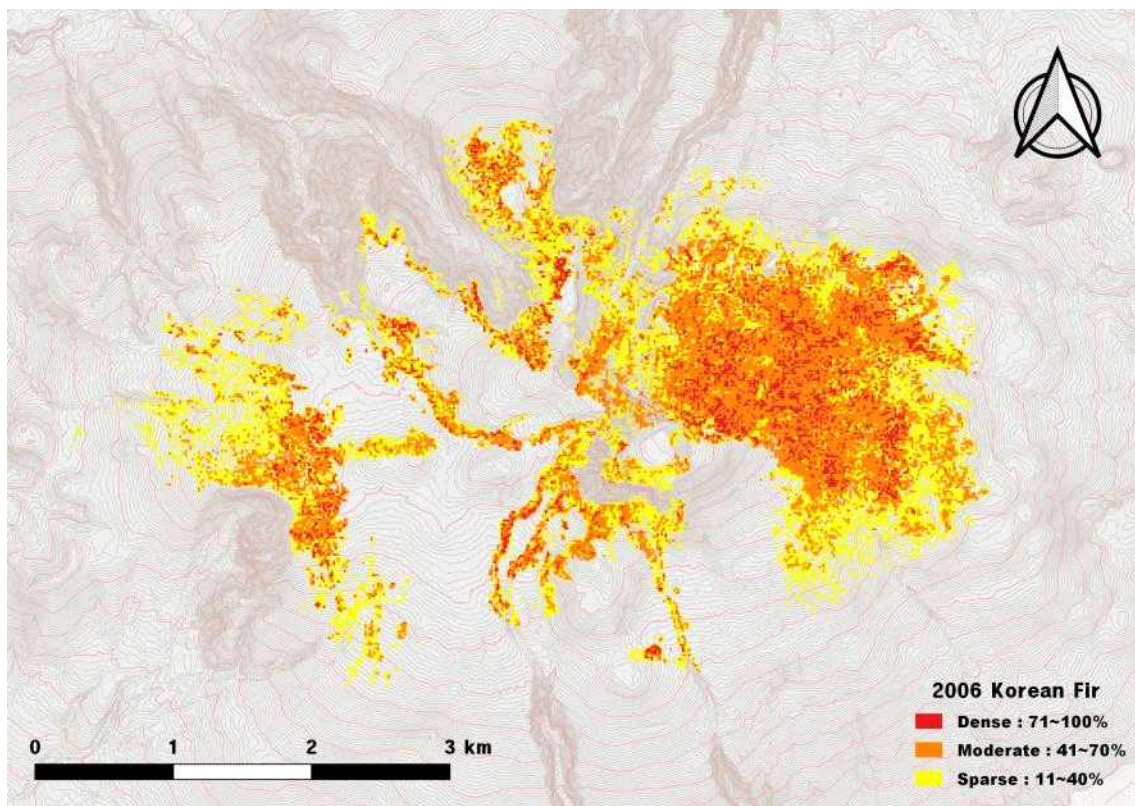 2006 Korean Fir
Dense : 71~100%
Moderate : 41~70%
Sparse : 11~40%
0 1 2 3 km